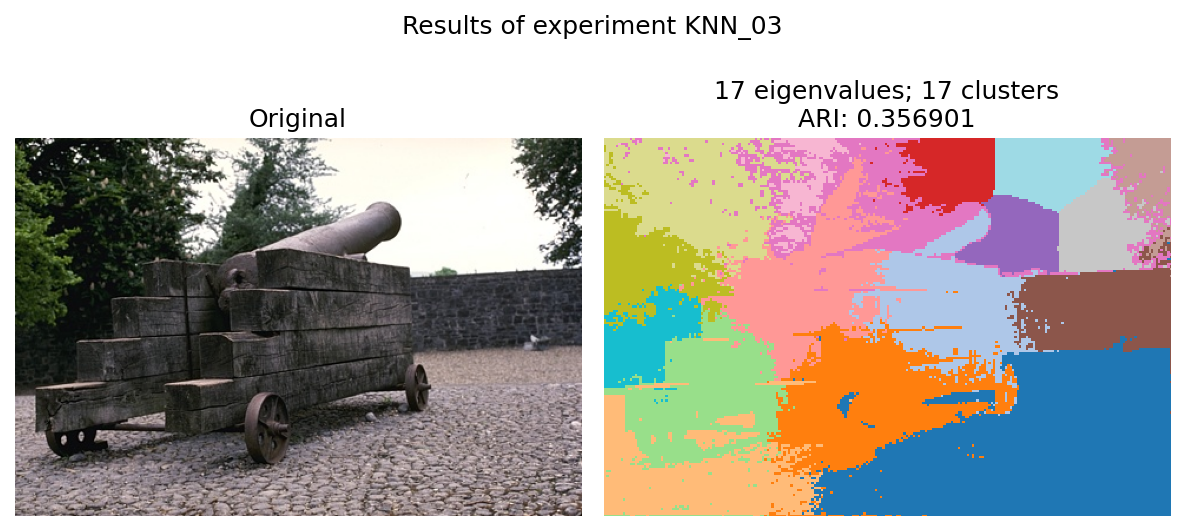 Results of experiment KNN_03
Original
17 eigenvalues; 17 clusters
ARI: 0.356901